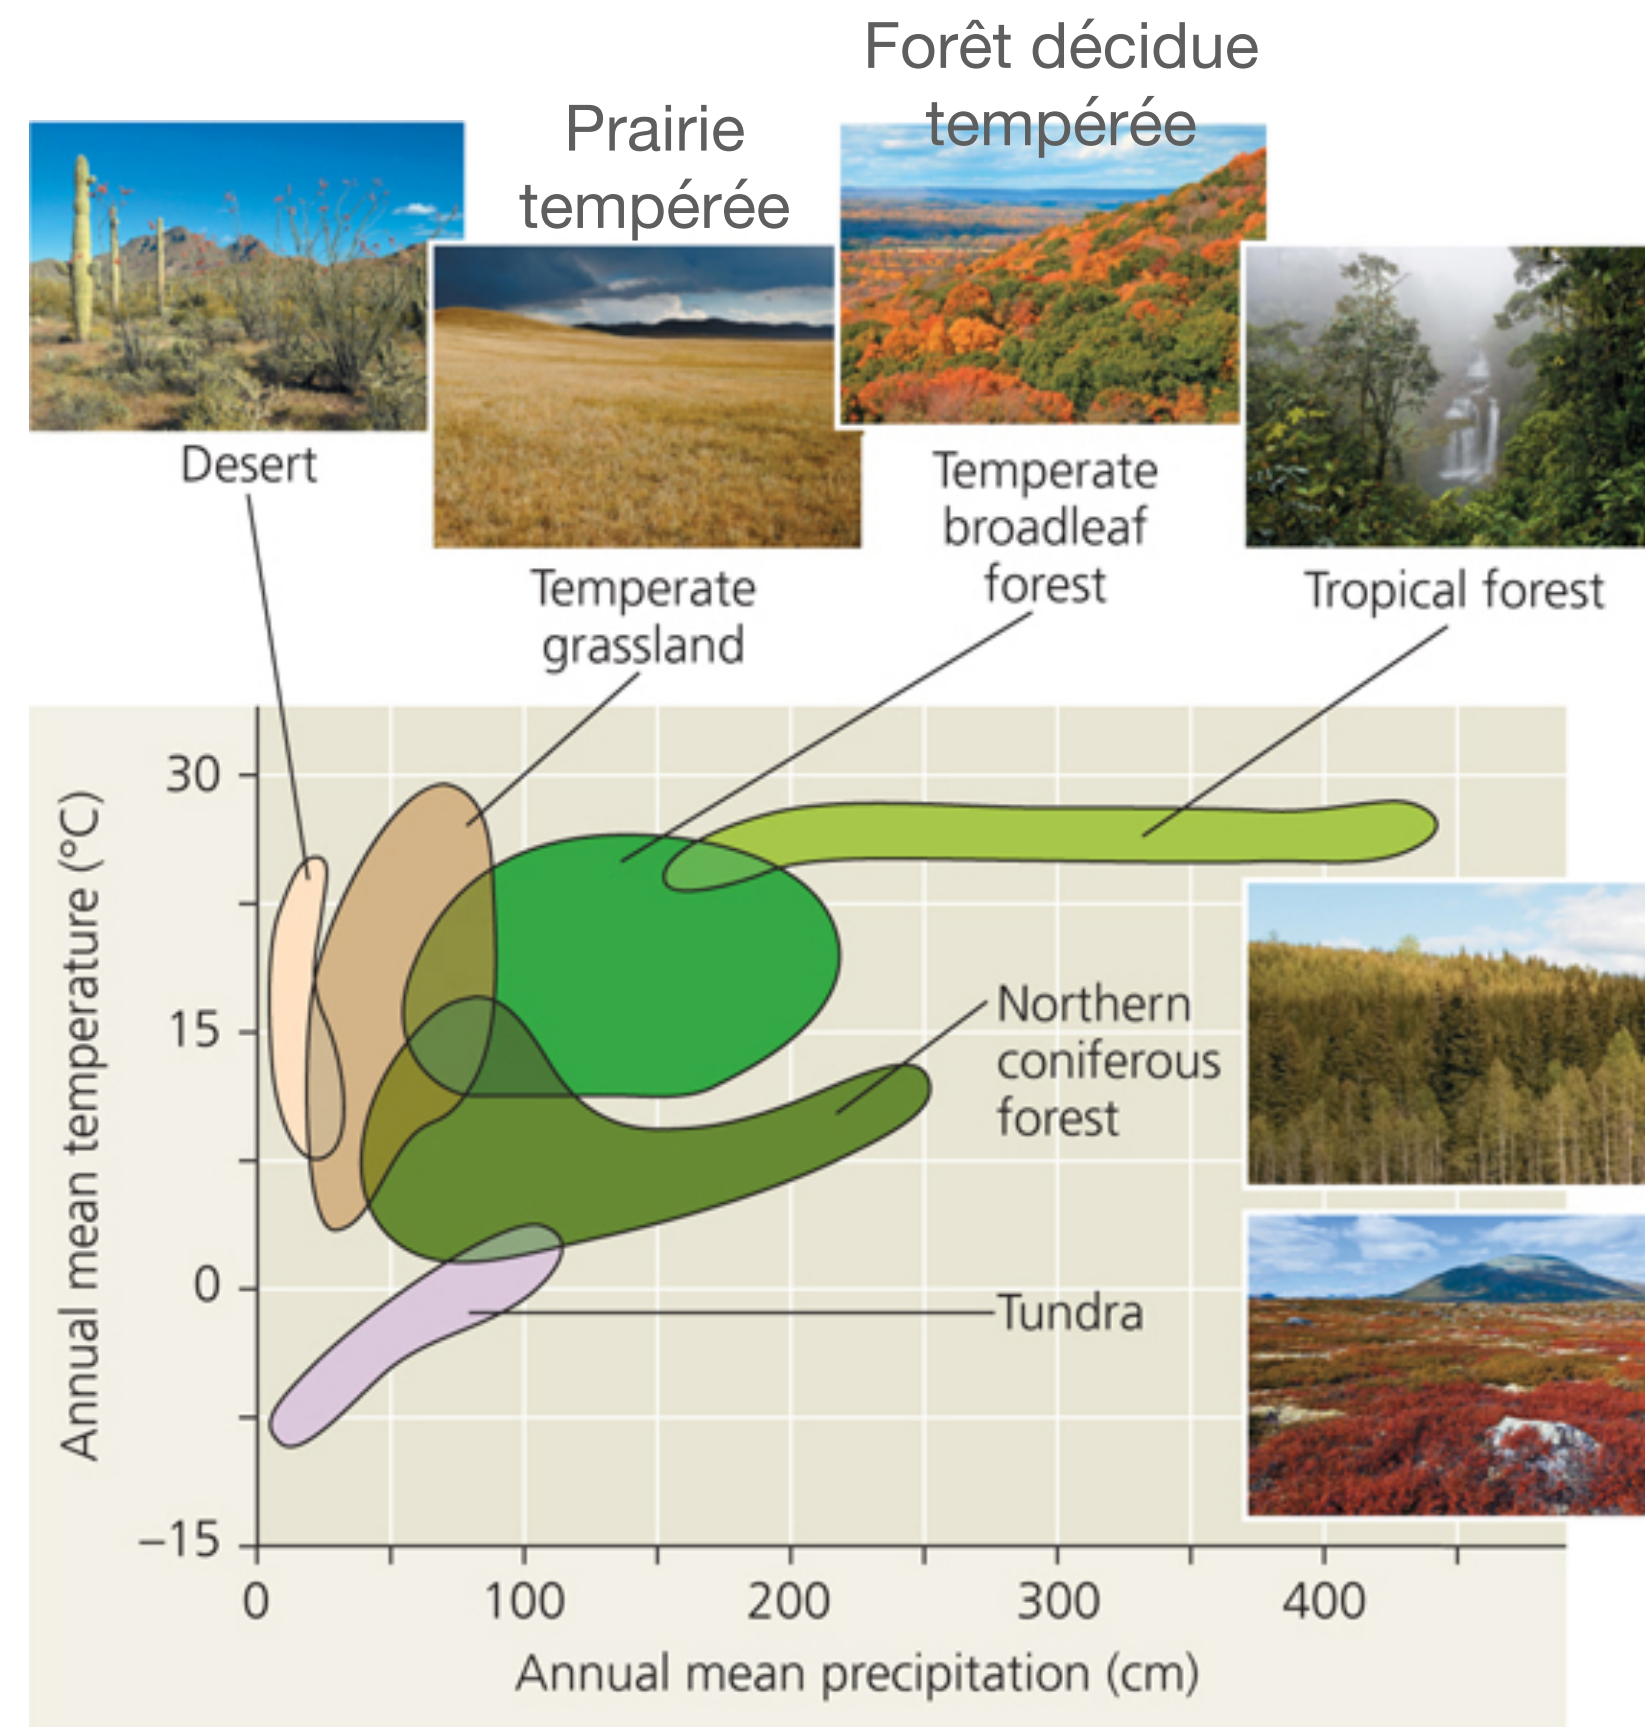 Forêt décidue
tempérée
Prairie
tempérée
Desert
Temperate
grassland
Temperate
broadleaf
forest
Tropical forest
Annual mean temperature (°C)
30
15
0
–15
Northern
coniferous
forest
Tundra
0
100
200
300
400
Annual mean precipitation (cm)